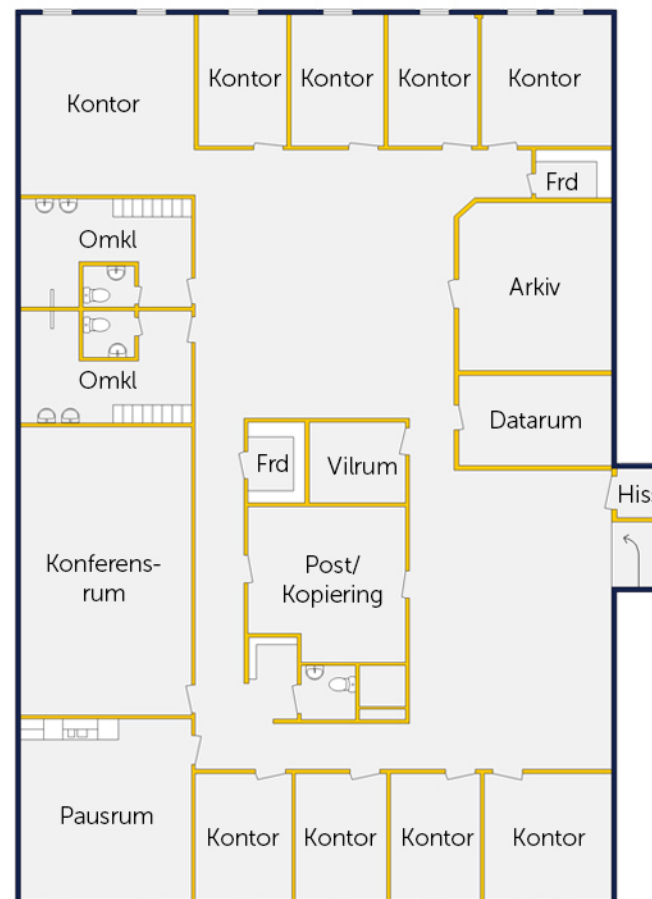 Kontor
Kontor
Kontor
Kontor
Kontor
Frd
Omkl
Arkiv
Omkl
Datarum
Frd
Vilrum
His
Konferens-
rum
Post/
Kopiering
Pausrum
Kontor
Kontor
Kontor
Kontor